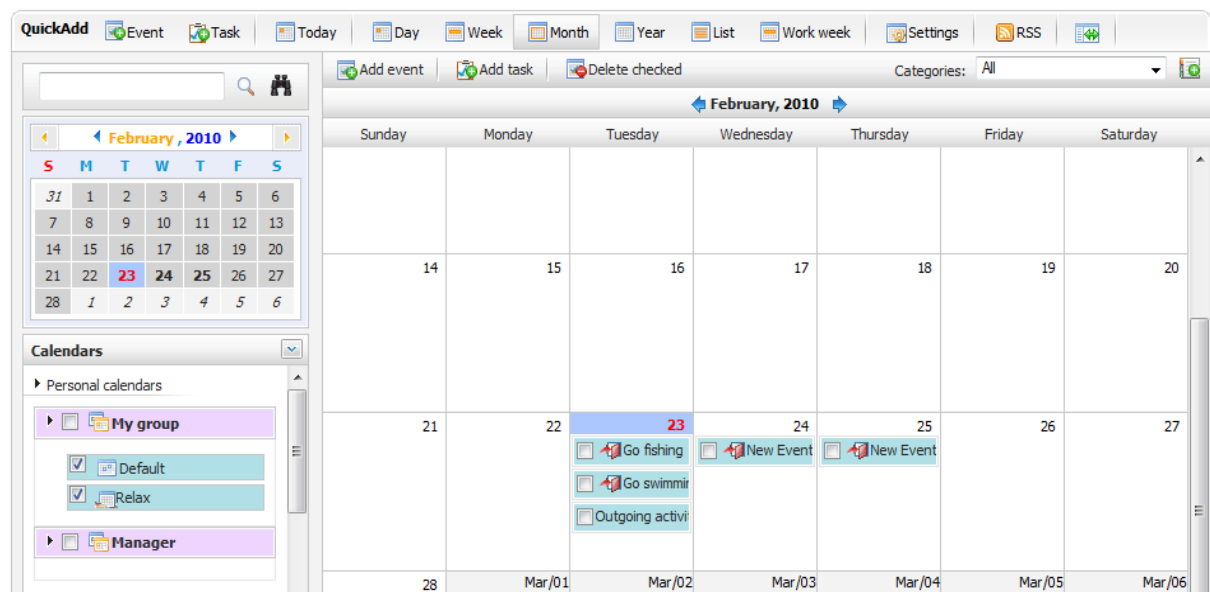 QuickAdd Event Task Today Day Week Month Year List Work week Settings RSS
Add event Add task Delete checked Categories: All
February, 2010
Sunday Monday Tuesday Wednesday Thursday Friday Saturday
February , 2010
S M T W T F S
31 1 2 3 4 5 6
7 8 9 10 11 12 13
14 15 16 17 18 19 20
21 22 23 24 25 26 27
28 1 2 3 4 5 6
Calendars
Personal calendars
My group
Default
Relax
Manager
14 15 16 17 18 19 20
21 22 23 24 25 26 27
Go fishing New Event New Event
Go swimmin
Outgoing activi
28 Mar/01 Mar/02 Mar/03 Mar/04 Mar/05 Mar/06